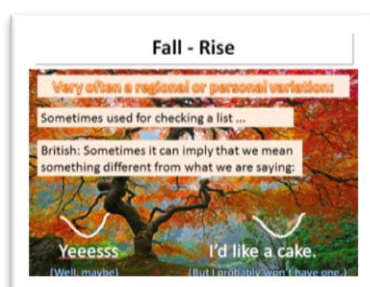 Fall - Rise
Very often a regional or personal variation:
Sometimes used for checking a list ...
British: Sometimes it can imply that we mean
something different from what we are saying:
Yeeesss
I'd like a cake.
(Well, maybe)
(But I probably won't have one.)